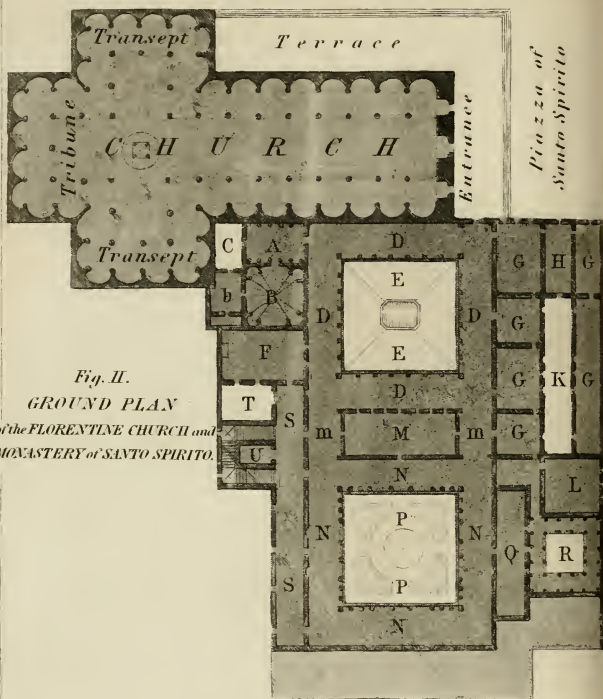 Transept
Terrace
Piazza of
Santo Spirito
Tribune
CHURCH
Entrance
Transept
C
A
D
G
H
G
E
b
B
D
D
G
E
K
F
D
G
G
Fig. II.
GROUND PLAN
of the FLORENTINE CHURCH and
MONASTERY of SANTO SPIRITO.
T
S
m
M
m
G
U
N
L
P
N
N
Q
R
S
P
N